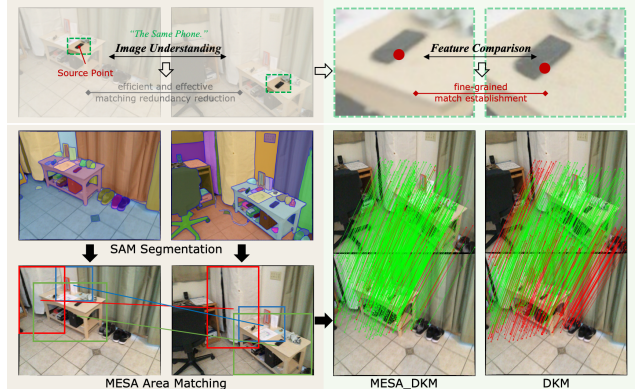 "The Same Phone."
Image Understanding
Source Point
efficient and effective
matching redundancy reduction
Feature Comparison
fine-grained
match establishment
SAM Segmentation
MESA Area Matching
MESA_DKM
DKM